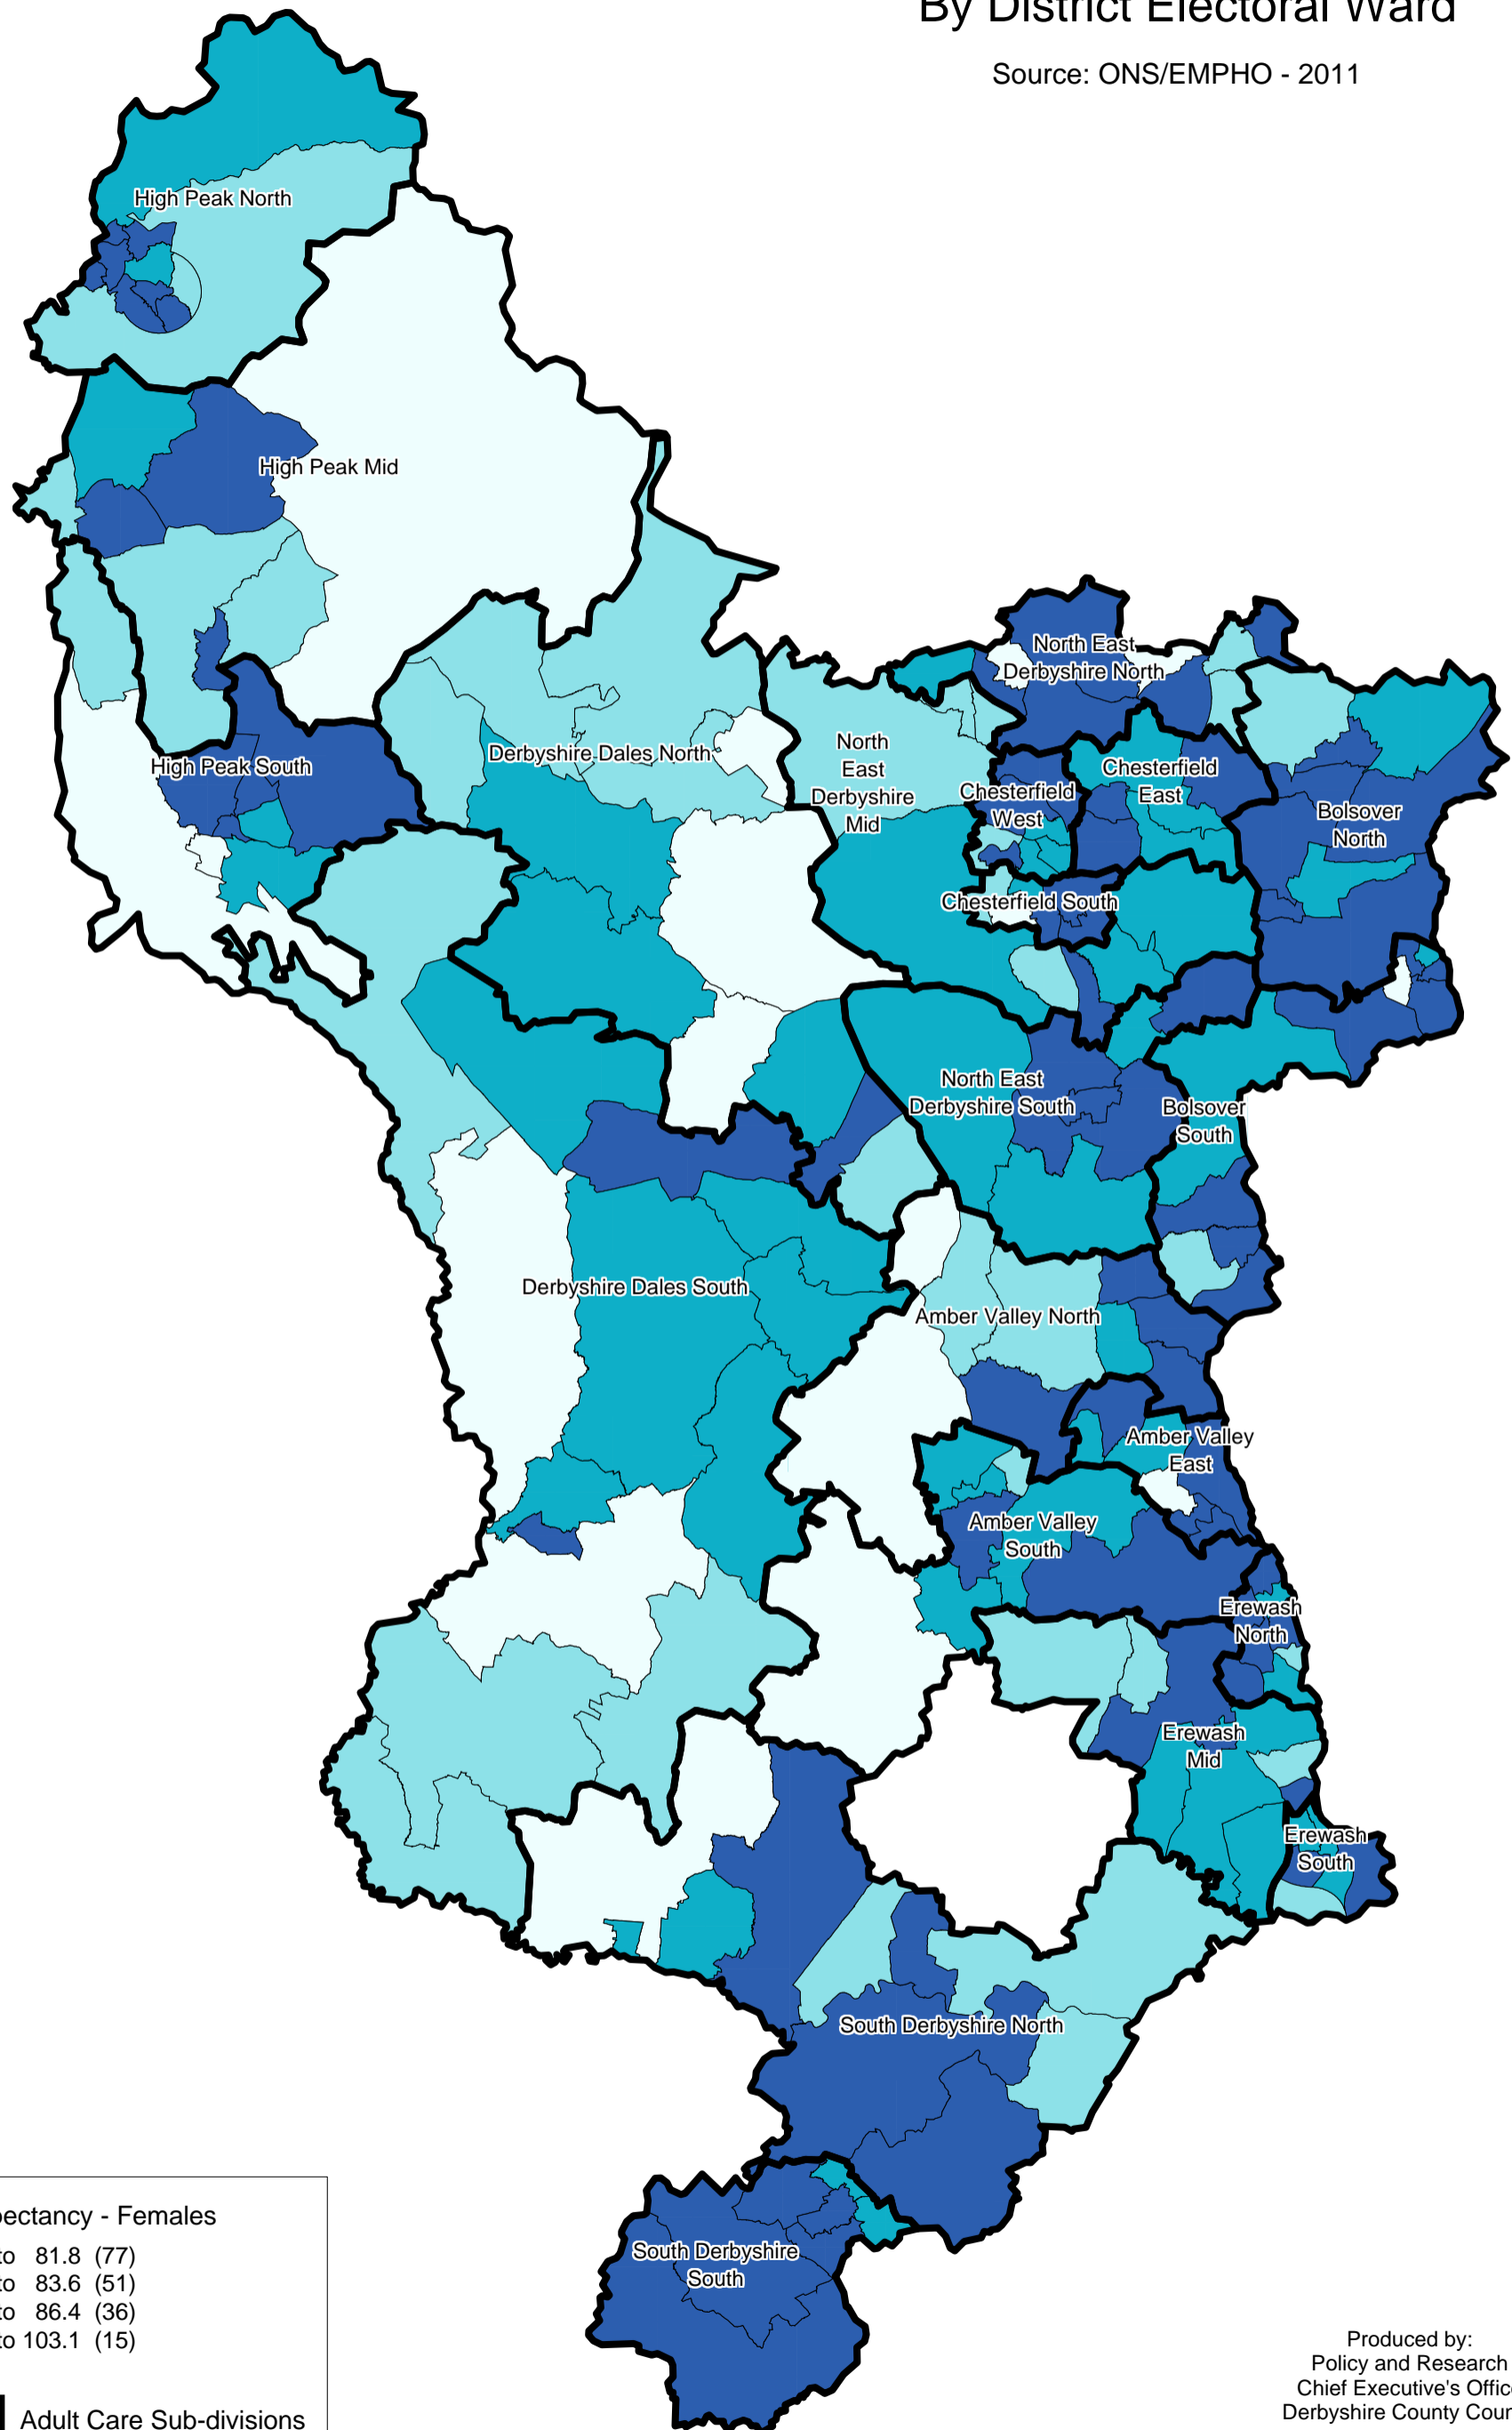 By District Electoral Ward
Source: ONS/EMPHO - 2011
High Peak North
High Peak Mid
North East
Derbyshire North
Derbyshire Dales North
High Peak South
North
East
Derbyshire
Mid
Chesterfield
West
Chesterfield
East
Bolsover
North
Chesterfield South
North East
Derbyshire South
Bolsover
South
Derbyshire Dales South
Amber Valley North
Amber Valley
East
Amber Valley
South
Erewash
North
Erewash
Mid
Erewash
South
South Derbyshire North
South Derbyshire
South
pectancy - Females
to 81.8 (77)
to 83.6 (51)
to 86.4 (36)
to 103.1 (15)
Adult Care Sub-divisions
Produced by:
Policy and Research
Chief Executive's Offic
Derbyshire County Coun